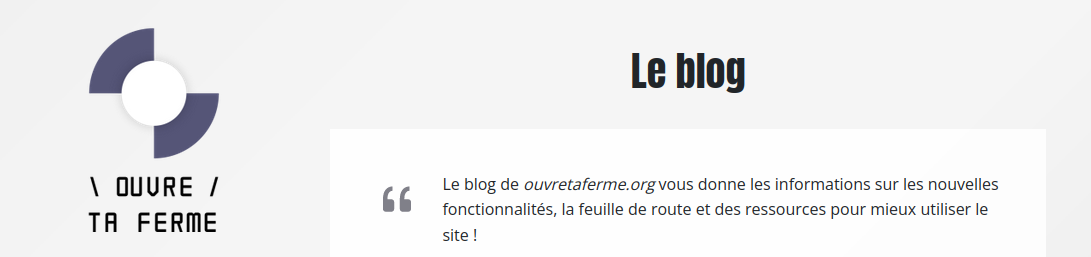 \ OUVRE /
TA FERME
Le blog
Le blog de ouvretaferme.org vous donne les informations sur les nouvelles
fonctionnalités, la feuille de route et des ressources pour mieux utiliser le
site !